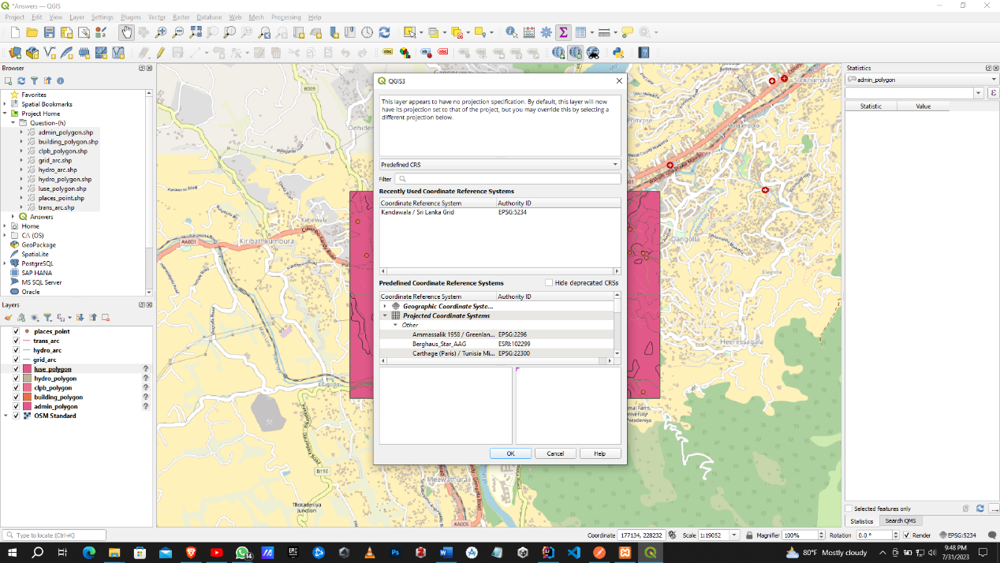 *Answers — QGIS
Project Edit View Layer Settings Plugins Vector Raster Database Web Mesh Processing Help
Browser
Favorites
Spatial Bookmarks
Project Home
Question-(h)
admin_polygon.shp
building_polygon.shp
clpb_polygon.shp
grid_arc.shp
hydro_arc.shp
hydro_polygon.shp
luse_polygon.shp
places_point.shp
trans_arc.shp
Answers
Home
C:\ (OS)
GeoPackage
SpatiaLite
PostgreSQL
SAP HANA
MS SQL Server
Oracle
Layers
places_point
trans_arc
hydro_arc
grid_arc
luse_polygon
hydro_polygon
clpb_polygon
building_polygon
admin_polygon
OSM Standard
B005
Kiribathkumbura
AA001
B116
Meewathura
Thotadeniya
Junction
AA005
Primrose
Dangolla
Heeressagala
QGIS3
This layer appears to have no projection specification. By default, this layer will now
have its projection set to that of the project, but you may override this by selecting a
different projection below.
Predefined CRS
Filter
Recently Used Coordinate Reference Systems
Coordinate Reference System Authority ID
Kandawala / Sri Lanka Grid EPSG:5234
Predefined Coordinate Reference Systems Hide deprecated CRSs
Coordinate Reference System Authority ID
Geographic Coordinate Syste...
Projected Coordinate Systems
Other
Ammassalik 1958 / Greenlan... EPSG:2296
Berghaus_Star_AAG ESRI:102299
Carthage (Paris) / Tunisia Mi... EPSG:22300
OK Cancel Help
Statistics
admin_polygon
ε
Statistic Value
Selected features only
Statistics Search QMS
Type to locate (Ctrl+K)
Coordinate 177134, 228232 Scale 1:19052 Magnifier 100% Rotation 0.0 ° Render EPSG:5234
14
80°F Mostly cloudy
9:48 PM
7/31/2023